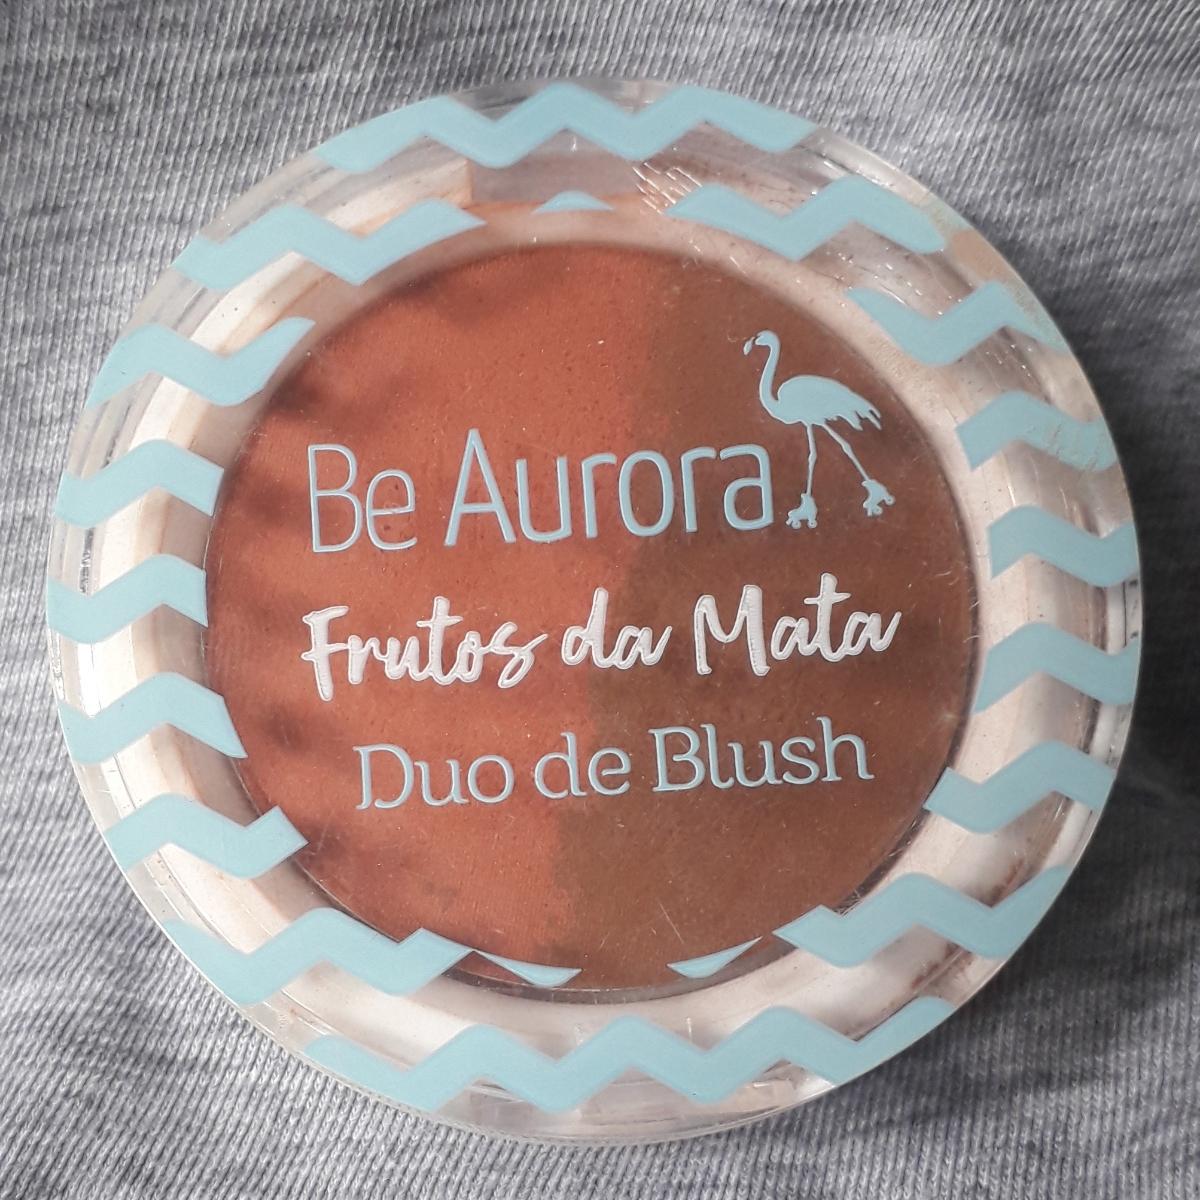 Be Aurora
Frutos da Mata
Duo de Blush